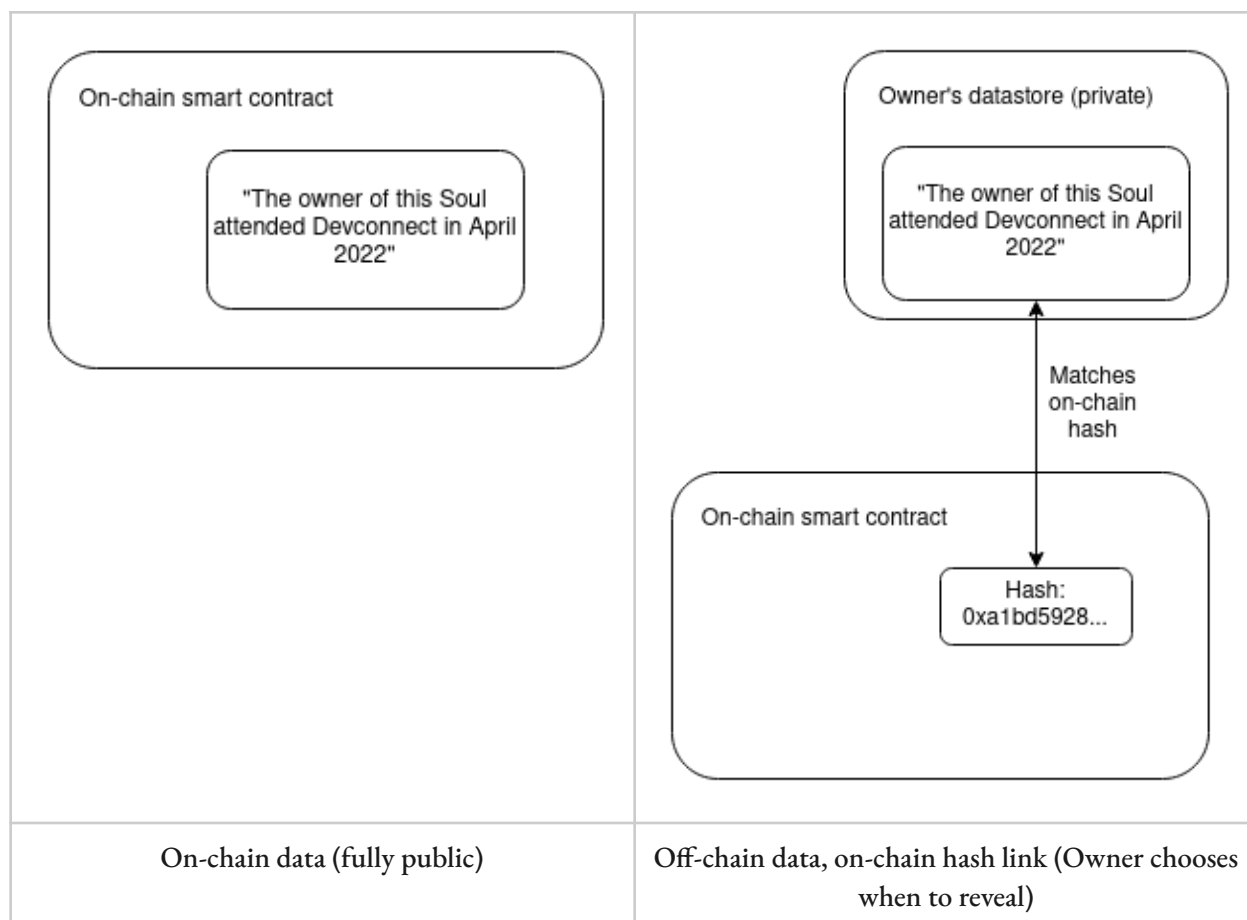 On-chain smart contract
"The owner of this Soul
attended Devconnect in April
2022"
On-chain data (fully public)
Owner's datastore (private)
"The owner of this Soul
attended Devconnect in April
2022"
Matches
on-chain
hash
On-chain smart contract
Hash:
0xa1bd5928...
Off-chain data, on-chain hash link (Owner chooses
when to reveal)